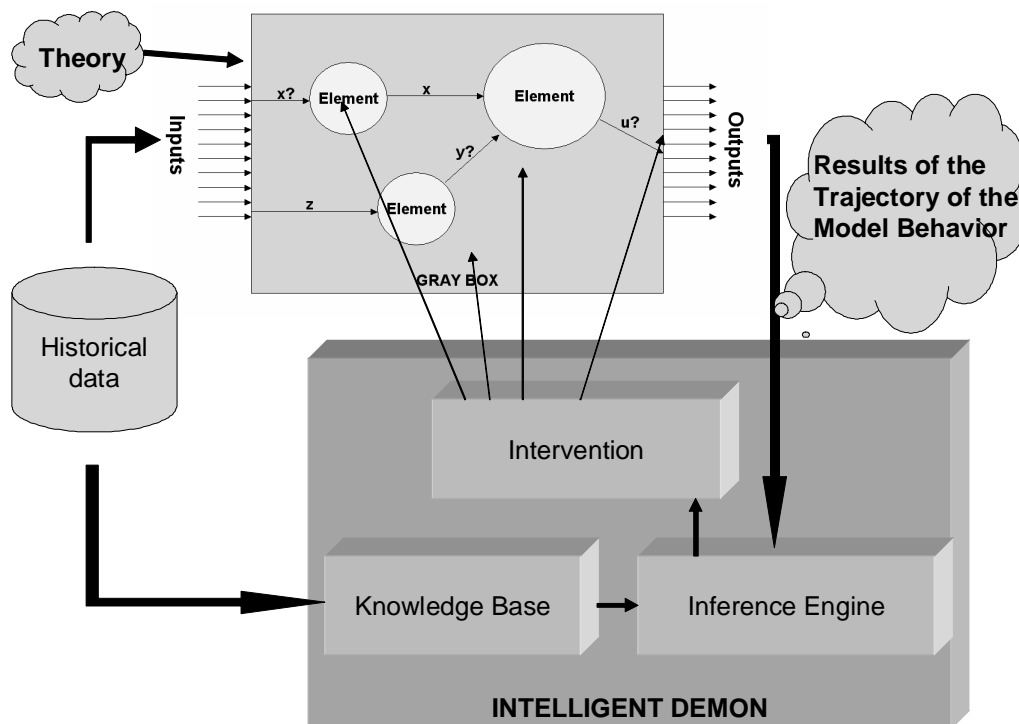 Theory
Inputs
x?
Element
x
Element
u?
y?
z
Element
GRAY BOX
Outputs
Results of the
Trajectory of the
Model Behavior
Historical
data
Intervention
Knowledge Base
Inference Engine
INTELLIGENT DEMON